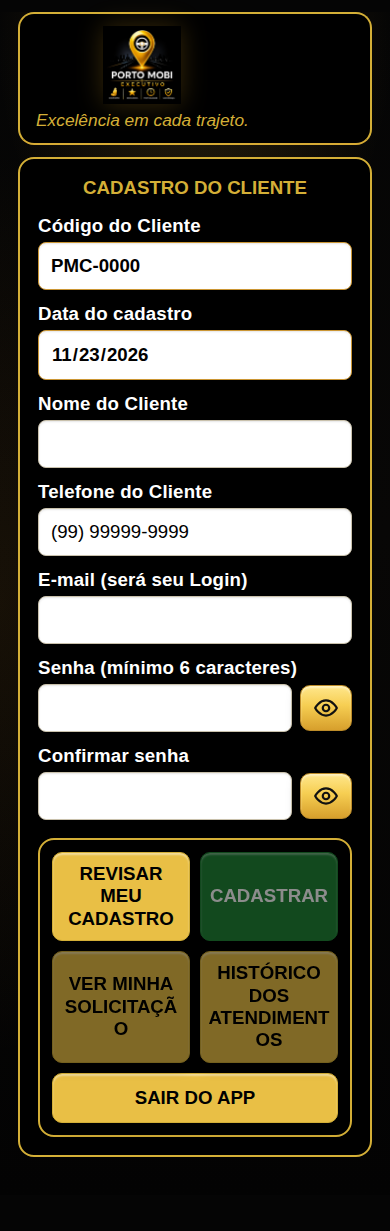 PORTO MOBI
EXECUTIVO
Excelência em cada trajeto.
CADASTRO DO CLIENTE
Código do Cliente
PMC-0000
Data do cadastro
11/23/2026
Nome do Cliente
Telefone do Cliente
(99) 99999-9999
E-mail (será seu Login)
Senha (mínimo 6 caracteres)
Confirmar senha
REVISAR
MEU
CADASTRO
CADASTRAR
VER MINHA
SOLICITAÇÃ
O
HISTÓRICO
DOS
ATENDIMENT
OS
SAIR DO APP